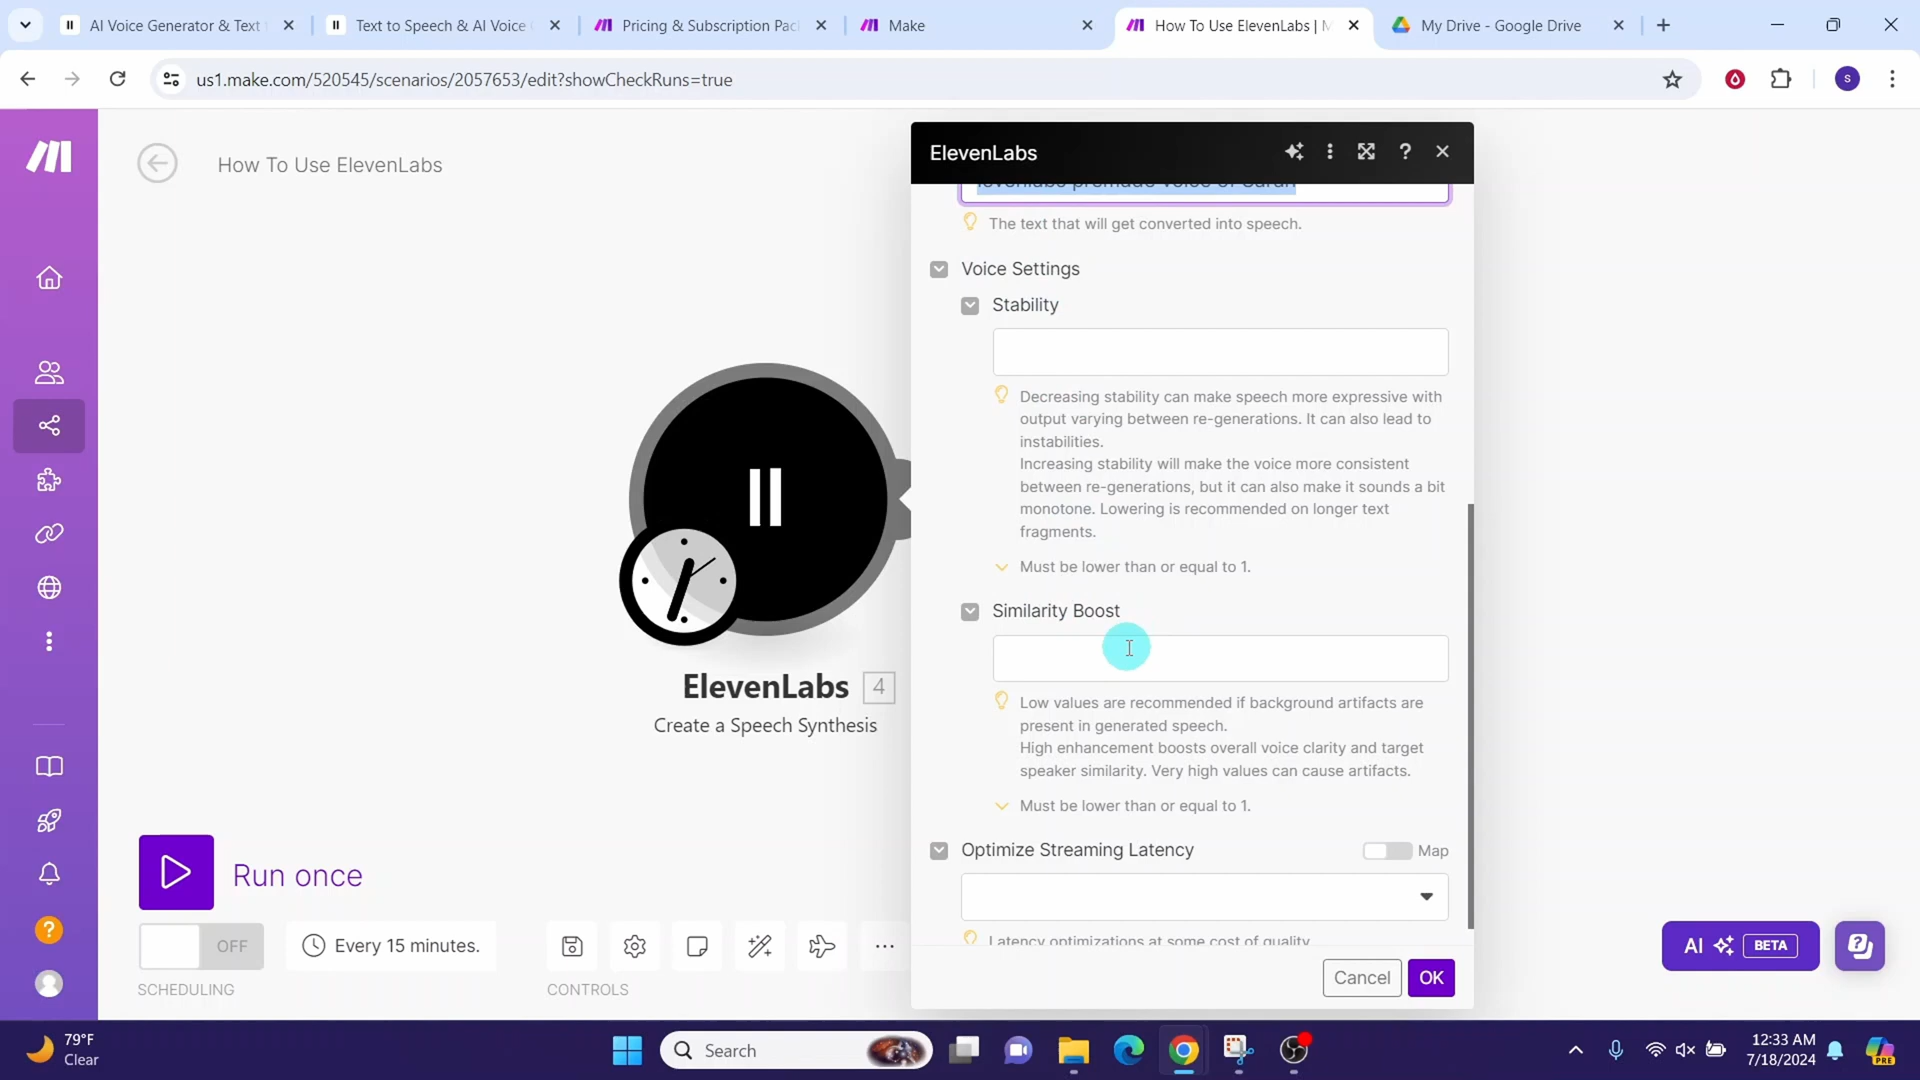 AI Voice Generator & Text
Text to Speech & AI Voice
Pricing & Subscription Pac
Make
How To Use ElevenLabs | M
My Drive - Google Drive
us1.make.com/520545/scenarios/2057653/edit?showCheckRuns=true
S
How To Use ElevenLabs
ElevenLabs
levenlabs premade voice of Sarah
The text that will get converted into speech.
Voice Settings
Stability
Decreasing stability can make speech more expressive with
output varying between re-generations. It can also lead to
instabilities.
Increasing stability will make the voice more consistent
between re-generations, but it can also make it sounds a bit
monotone. Lowering is recommended on longer text
fragments.
Must be lower than or equal to 1.
Similarity Boost
Low values are recommended if background artifacts are
present in generated speech.
High enhancement boosts overall voice clarity and target
speaker similarity. Very high values can cause artifacts.
Must be lower than or equal to 1.
Optimize Streaming Latency
Map
Latency optimizations at some cost of quality
Cancel
OK
ElevenLabs 4
Create a Speech Synthesis
Run once
OFF
Every 15 minutes.
SCHEDULING
CONTROLS
AI BETA
79°F
Clear
Search
12:33 AM
7/18/2024
PRE